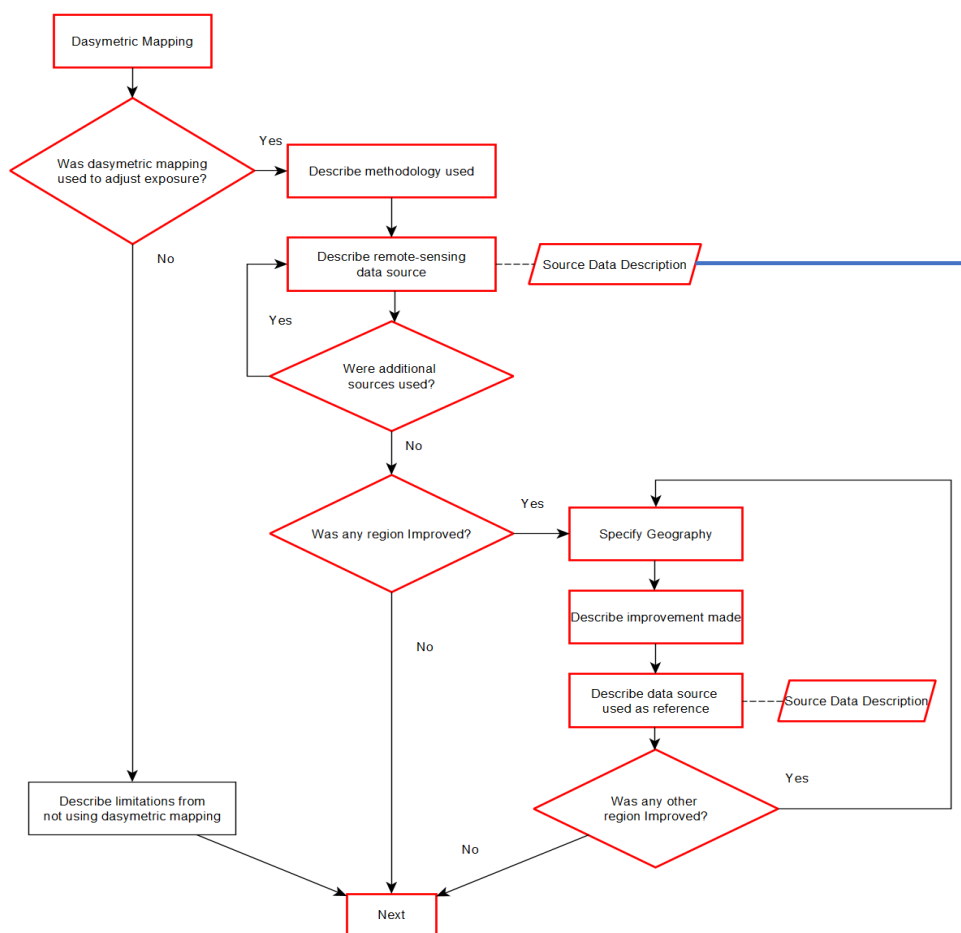 Dasymetric Mapping
Yes
Was dasymetric mapping
used to adjust exposure?
Describe methodology used
No
Describe remote-sensing
data source
Source Data Description
Yes
Were additional
sources used?
No
Yes
Was any region Improved?
Specify Geography
Describe improvement made
No
Describe data source
used as reference
Source Data Description
Yes
Was any other
region Improved?
Describe limitations from
not using dasymetric mapping
No
Next